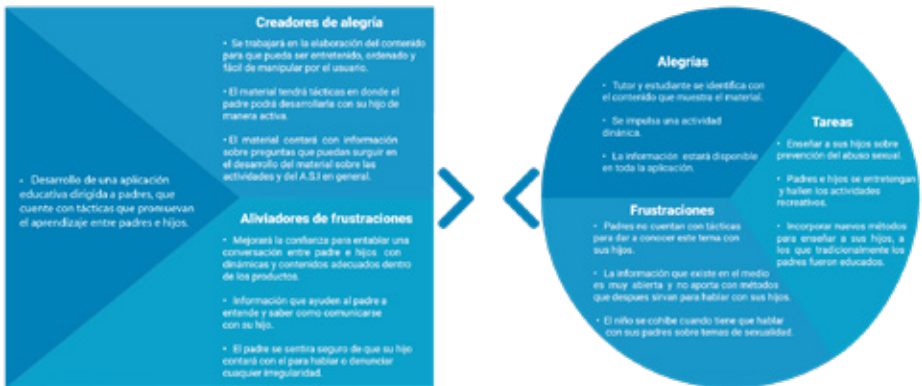 Creadores de alegría
• Se trabajará en la elaboración del contenido
para que pueda ser entretenido, ordenado y
fácil de manipular por el usuario.
• El material tendrá tácticas en donde el
padre podrá desarrollarla con su hijo de
manera activa.
• El material contará con información
sobre preguntas que puedan surguir en
el desarrollo del material sobre las
actividades y del A.S.I en general.
• Desarrollo de una aplicación
educativa dirigida a padres, que
cuente con tácticas que promuevan
el aprendizaje entre padres e hijos.
Aliviadores de frustraciones
• Mejorará la confianza para entablar una
conversación entre padre e hijos con
dinámicas y contenidos adecuados dentro
de los productos.
• Información que ayuden al padre a
entende y saber como comunicarse
con su hijo.
• El padre se sentira seguro de que su hijo
contará con el para hablar o denunciar
cuaquier irregularidad.
Alegrías
• Tutor y estudiante se identifica con
el contenido que muestra el material.
• Se impulsa una actividad
dinánica.
• La información estará disponible
en toda la aplicación.
Tareas
• Enseñar a sus hijos sobre
prevención del abuso sexual.
• Padres e hijos se entretengan
y hallen los actividades
recreativos.
• Incorporar nuevos métodos
para enseñar a sus hijos, a
los que tradicionalmente los
padres fueron educados.
Frustraciones
• Padres no cuentan con tácticas
para dar a conocer este tema con
sus hijos.
• La información que existe en el medio
es muy abierta y no aporta con métodos
que despues sirvan para hablar con sus hijos.
• El niño se cohibe cuando tiene que hablar
con sus padres sobre temas de sexualidad.